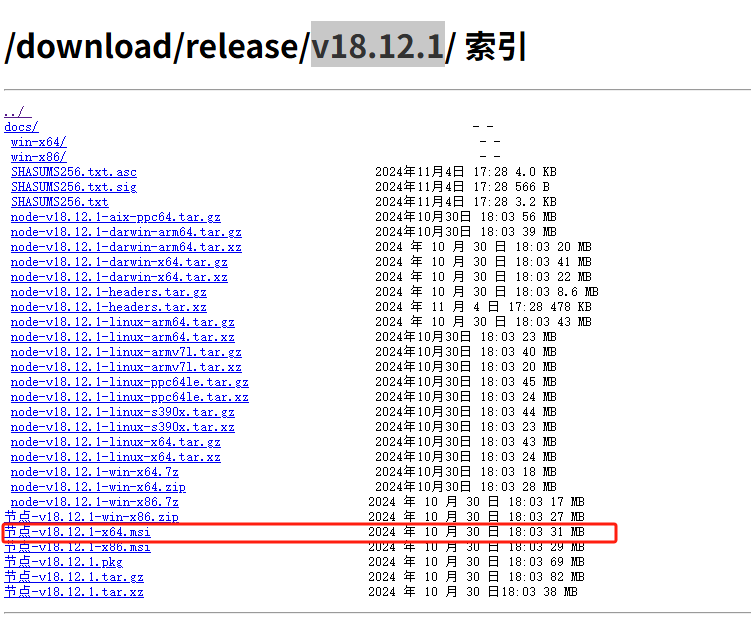 /download/release/v18.12.1/ 索引
../
docs/ - -
win-x64/ - -
win-x86/ - -
SHASUMS256.txt.asc 2024年11月4日 17:28 4.0 KB
SHASUMS256.txt.sig 2024年11月4日 17:28 566 B
SHASUMS256.txt 2024年11月4日 17:28 3.2 KB
node-v18.12.1-aix-ppc64.tar.gz 2024年10月30日 18:03 56 MB
node-v18.12.1-darwin-arm64.tar.gz 2024年10月30日 18:03 39 MB
node-v18.12.1-darwin-arm64.tar.xz 2024 年 10 月 30 日 18:03 20 MB
node-v18.12.1-darwin-x64.tar.gz 2024 年 10 月 30 日 18:03 41 MB
node-v18.12.1-darwin-x64.tar.xz 2024 年 10 月 30 日 18:03 22 MB
node-v18.12.1-headers.tar.gz 2024 年 10 月 30 日 18:03 8.6 MB
node-v18.12.1-headers.tar.xz 2024 年 11 月 4 日 17:28 478 KB
node-v18.12.1-linux-arm64.tar.gz 2024 年 10 月 30 日 18:03 43 MB
node-v18.12.1-linux-arm64.tar.xz 2024年10月30日 18:03 23 MB
node-v18.12.1-linux-armv7l.tar.gz 2024年10月30日 18:03 40 MB
node-v18.12.1-linux-armv7l.tar.xz 2024年10月30日 18:03 20 MB
node-v18.12.1-linux-ppc64le.tar.gz 2024年10月30日 18:03 45 MB
node-v18.12.1-linux-ppc64le.tar.xz 2024年10月30日 18:03 24 MB
node-v18.12.1-linux-s390x.tar.gz 2024年10月30日 18:03 44 MB
node-v18.12.1-linux-s390x.tar.xz 2024年10月30日 18:03 23 MB
node-v18.12.1-linux-x64.tar.gz 2024年10月30日 18:03 43 MB
node-v18.12.1-linux-x64.tar.xz 2024年10月30日 18:03 24 MB
node-v18.12.1-win-x64.7z 2024年10月30日 18:03 18 MB
node-v18.12.1-win-x64.zip 2024年10月30日 18:03 28 MB
node-v18.12.1-win-x86.7z 2024 年 10 月 30 日 18:03 17 MB
节点-v18.12.1-win-x86.zip 2024 年 10 月 30 日 18:03 27 MB
节点-v18.12.1-x64.msi 2024 年 10 月 30 日 18:03 31 MB
节点-v18.12.1-x86.msi 2024 年 10 月 30 日 18:03 29 MB
节点-v18.12.1.pkg 2024 年 10 月 30 日 18:03 69 MB
节点-v18.12.1.tar.gz 2024 年 10 月 30 日 18:03 82 MB
节点-v18.12.1.tar.xz 2024 年 10 月 30 日18:03 38 MB